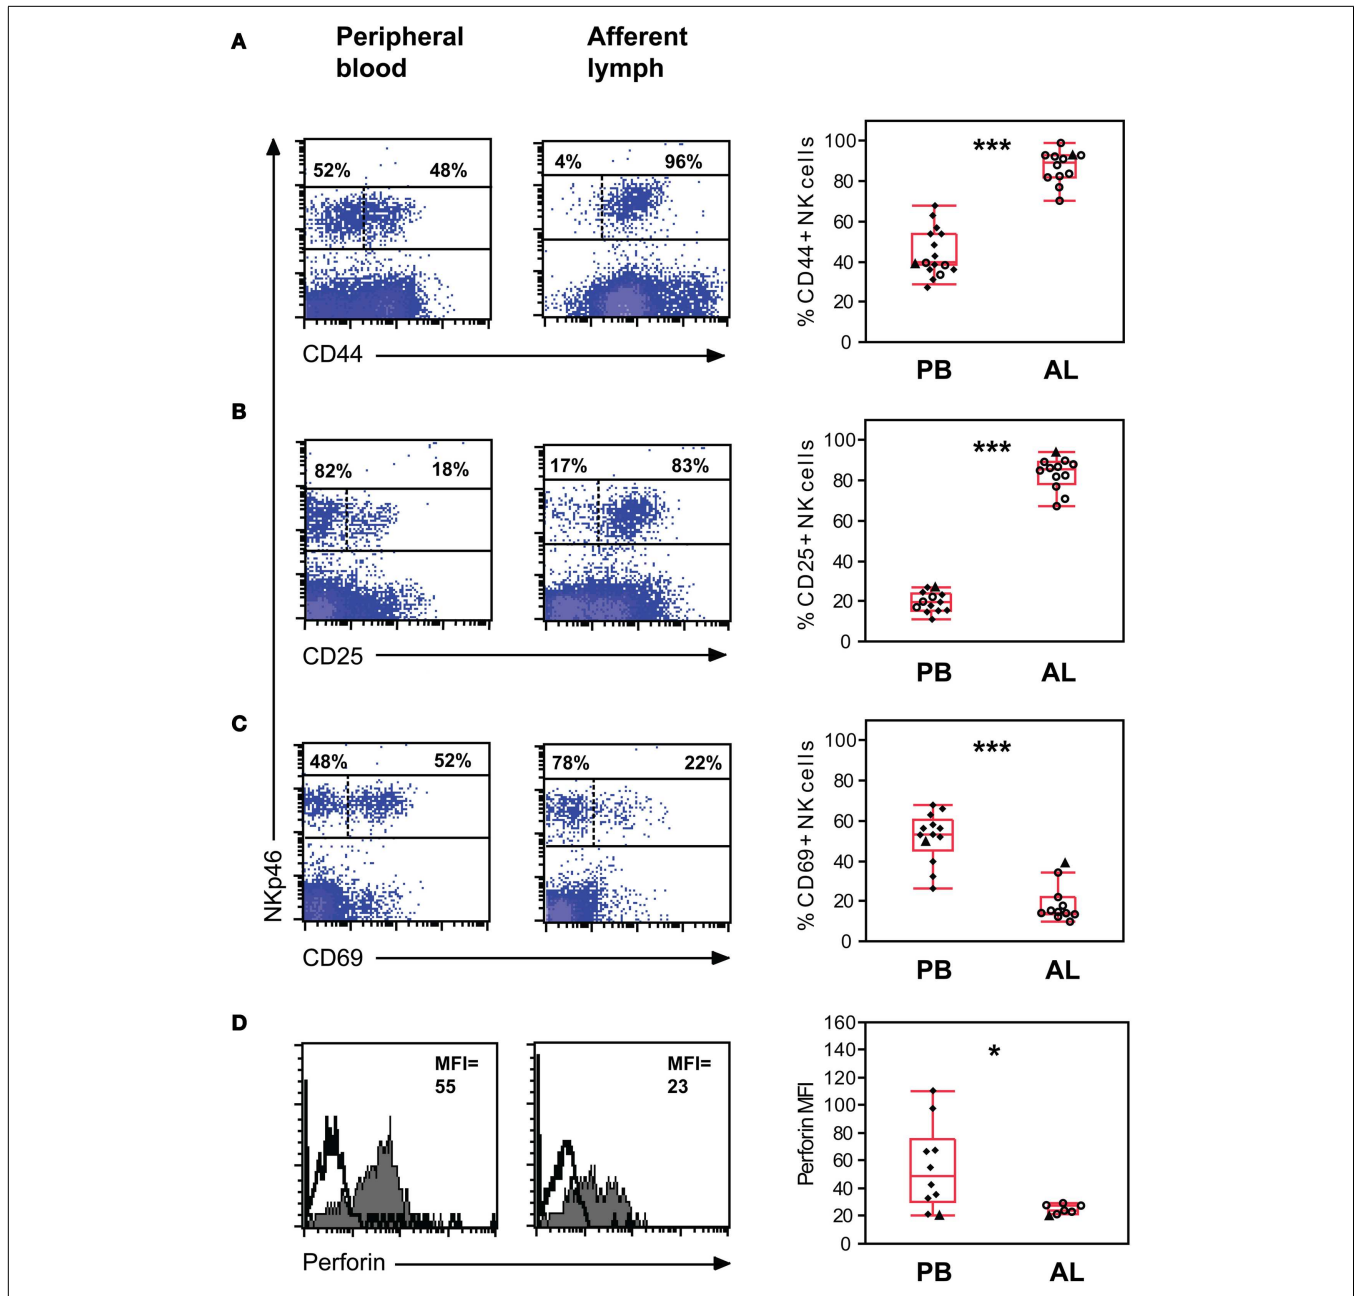 A
Peripheral
blood
Afferent
lymph
52%
48%
4%
96%
CD44
% CD44+ NK cells
100
80
60
40
20
0
***
PB
AL
B
82%
18%
17%
83%
CD25
% CD25+ NK cells
100
80
60
40
20
0
***
PB
AL
C
48%
52%
78%
22%
NKp46
CD69
% CD69+ NK cells
100
80
60
40
20
0
***
PB
AL
D
MFI=
55
MFI=
23
Perforin
Perforin MFI
160
140
120
100
80
60
40
20
0
*
PB
AL